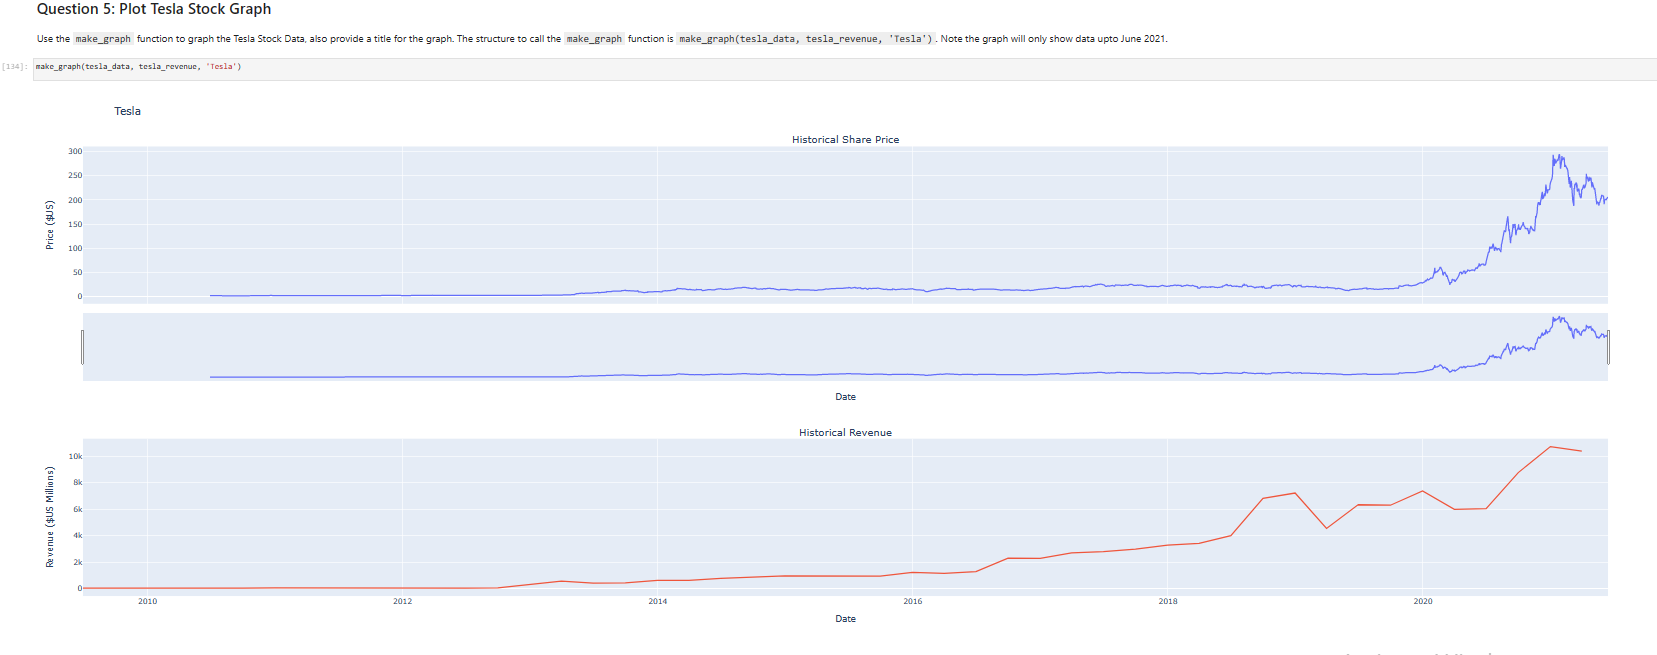 Question 5: Plot Tesla Stock Graph
Use the make_graph function to graph the Tesla Stock Data, also provide a title for the graph. The structure to call the make_graph function is make_graph(tesla_data, tesla_revenue, 'Tesla') . Note the graph will only show data upto June 2021.
[134]: make_graph(tesla_data, tesla_revenue, 'Tesla')
Tesla
Historical Share Price
300
250
200
150
100
50
0
Price ($US)
Date
Historical Revenue
10k
8k
6k
4k
2k
0
Revenue ($US Millions)
2010 2012 2014 2016 2018 2020
Date